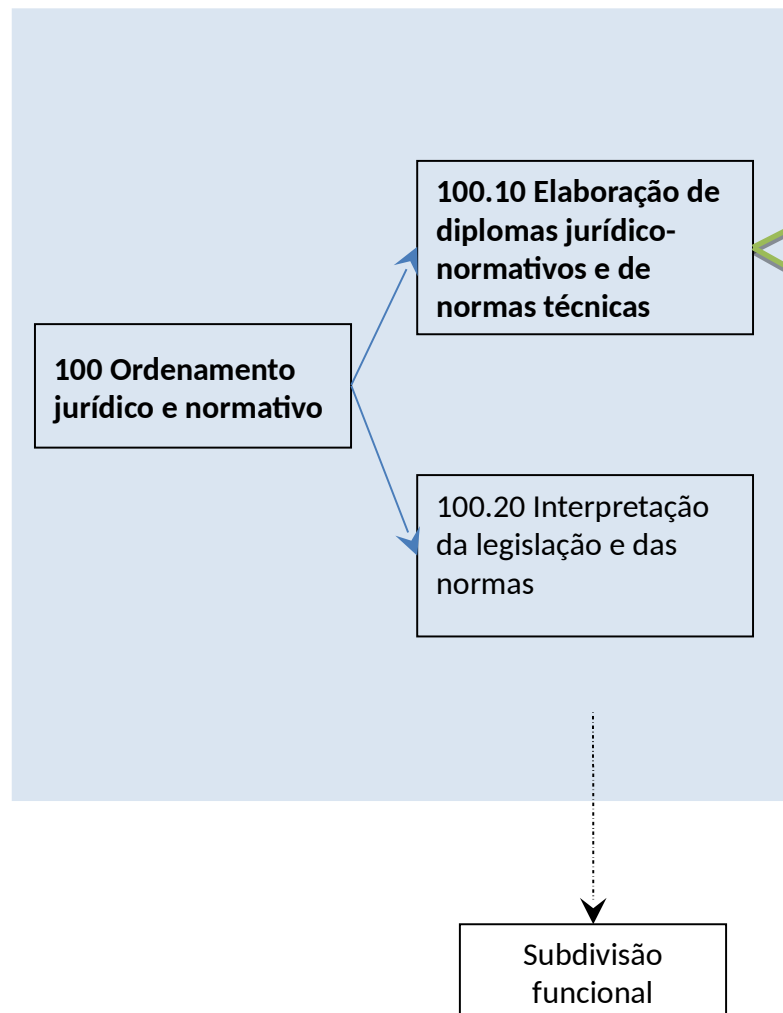 100.10 Elaboração de
diplomas jurídico-
normativos e de
normas técnicas
100 Ordenamento
jurídico e normativo
100.20 Interpretação
da legislação e das
normas
Subdivisão
funcional